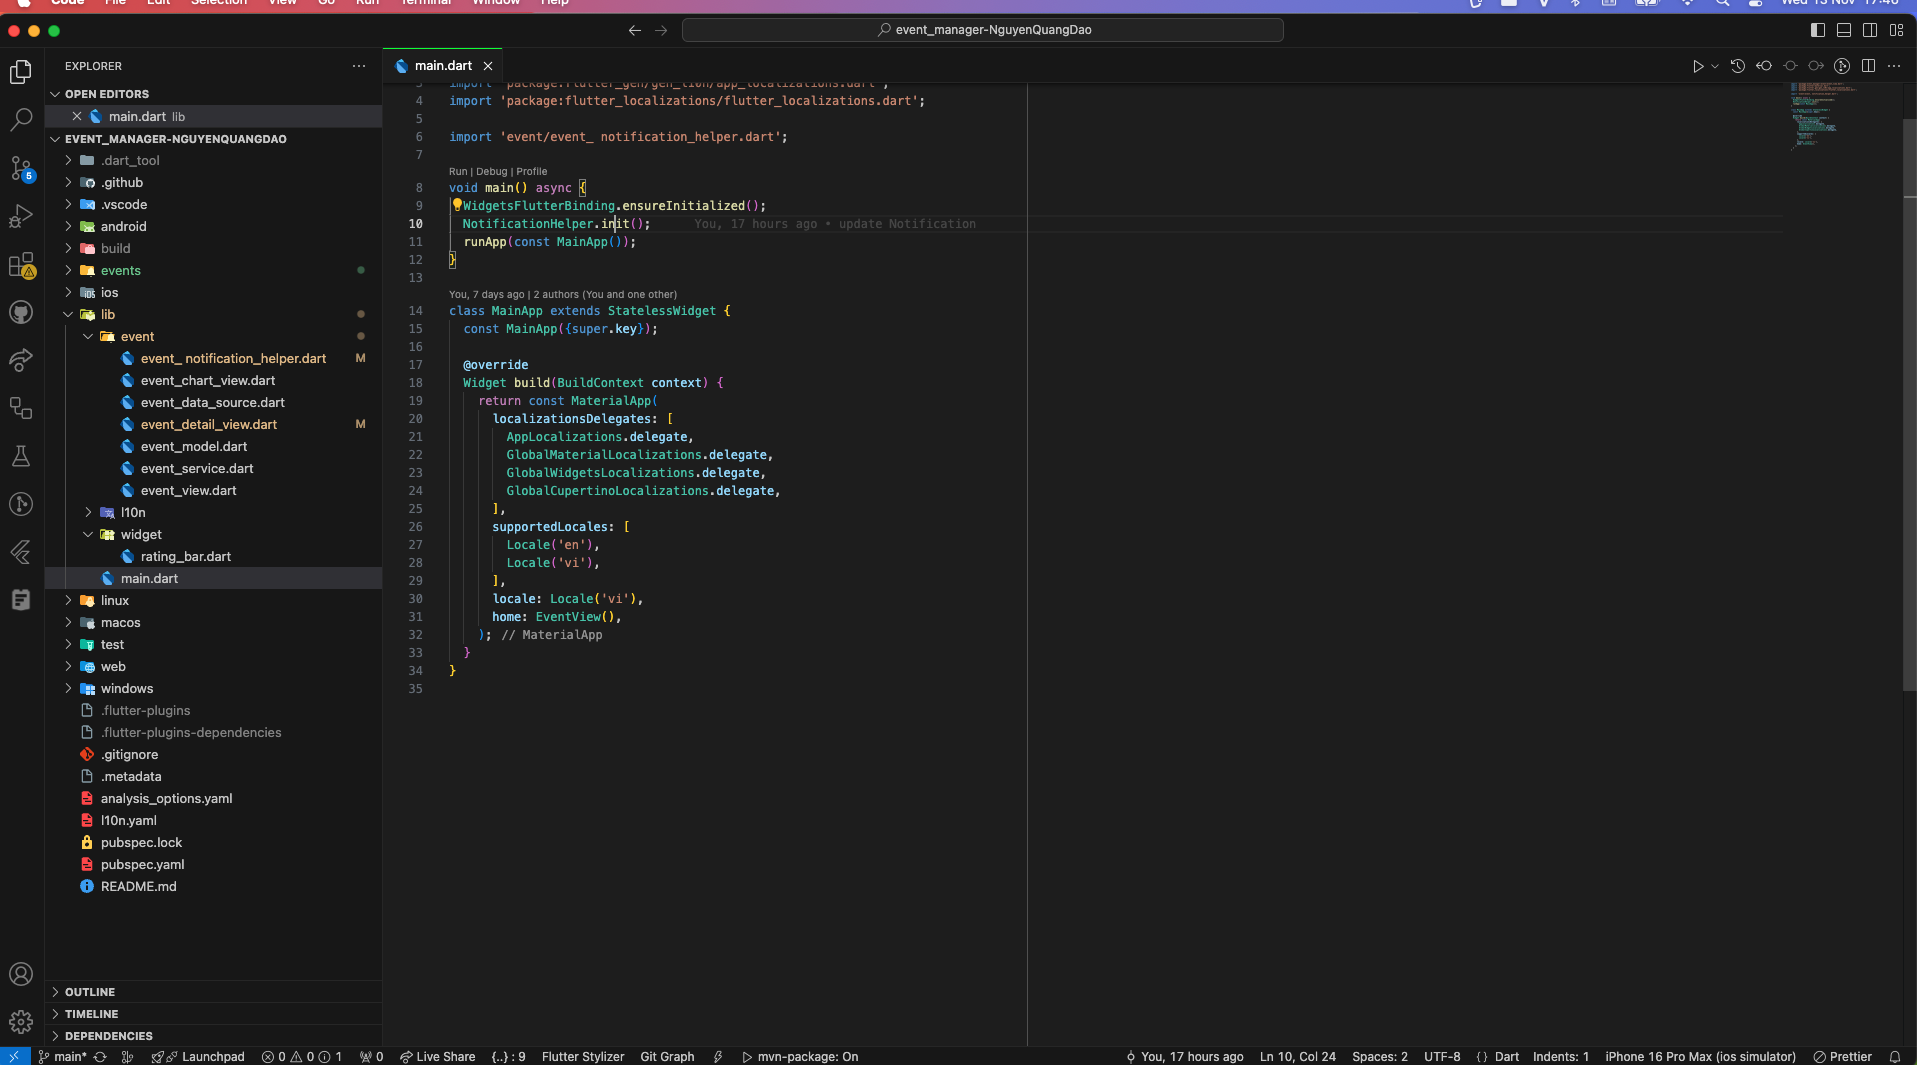 Code File Edit Selection View Go Run Terminal Window Help
Wed 13 Nov 17:46
event_manager-NguyenQuangDao
EXPLORER
OPEN EDITORS
main.dart lib
EVENT_MANAGER-NGUYENQUANGDAO
.dart_tool
.github
.vscode
android
build
events
ios
lib
event
event_ notification_helper.dart M
event_chart_view.dart
event_data_source.dart
event_detail_view.dart M
event_model.dart
event_service.dart
event_view.dart
l10n
widget
rating_bar.dart
main.dart
linux
macos
test
web
windows
.flutter-plugins
.flutter-plugins-dependencies
.gitignore
.metadata
analysis_options.yaml
l10n.yaml
pubspec.lock
pubspec.yaml
README.md
OUTLINE
TIMELINE
DEPENDENCIES
5
main.dart
3 import 'package:flutter_gen/gen_l10n/app_localizations.dart';
4 import 'package:flutter_localizations/flutter_localizations.dart';
5
6 import 'event/event_ notification_helper.dart';
7
Run | Debug | Profile
8 void main() async {
9 WidgetsFlutterBinding.ensureInitialized();
10 NotificationHelper.init(); You, 17 hours ago • update Notification
11 runApp(const MainApp());
12 }
13
You, 7 days ago | 2 authors (You and one other)
14 class MainApp extends StatelessWidget {
15 const MainApp({super.key});
16
17 @override
18 Widget build(BuildContext context) {
19 return const MaterialApp(
20 localizationsDelegates: [
21 AppLocalizations.delegate,
22 GlobalMaterialLocalizations.delegate,
23 GlobalWidgetsLocalizations.delegate,
24 GlobalCupertinoLocalizations.delegate,
25 ],
26 supportedLocales: [
27 Locale('en'),
28 Locale('vi'),
29 ],
30 locale: Locale('vi'),
31 home: EventView(),
32 ); // MaterialApp
33 }
34 }
35
main* Launchpad 0 0 1 0 Live Share {..} : 9 Flutter Stylizer Git Graph mvn-package: On You, 17 hours ago Ln 10, Col 24 Spaces: 2 UTF-8 {} Dart Indents: 1 iPhone 16 Pro Max (ios simulator) Prettier